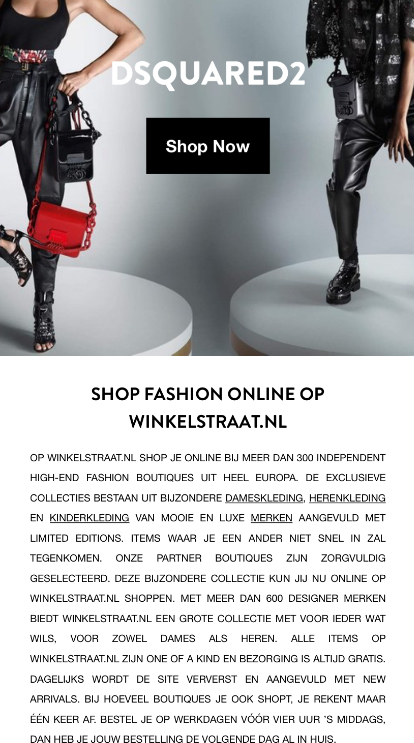 DSQUARED2
Shop Now
SHOP FASHION ONLINE OP
WINKELSTRAAT.NL
OP WINKELSTRAAT.NL SHOP JE ONLINE BIJ MEER DAN 300 INDEPENDENT
HIGH-END FASHION BOUTIQUES UIT HEEL EUROPA. DE EXCLUSIEVE
COLLECTIES BESTAAN UIT BIJZONDERE DAMESKLEDING, HERENKLEDING
EN KINDERKLEDING VAN MOOIE EN LUXE MERKEN AANGEVULD MET
LIMITED EDITIONS. ITEMS WAAR JE EEN ANDER NIET SNEL IN ZAL
TEGENKOMEN. ONZE PARTNER BOUTIQUES ZIJN ZORGVULDIG
GESELECTEERD. DEZE BIJZONDERE COLLECTIE KUN JIJ NU ONLINE OP
WINKELSTRAAT.NL SHOPPEN. MET MEER DAN 600 DESIGNER MERKEN
BIEDT WINKELSTRAAT.NL EEN GROTE COLLECTIE MET VOOR IEDER WAT
WILS, VOOR ZOWEL DAMES ALS HEREN. ALLE ITEMS OP
WINKELSTRAAT.NL ZIJN ONE OF A KIND EN BEZORGING IS ALTIJD GRATIS.
DAGELIJKS WORDT DE SITE VERVERST EN AANGEVULD MET NEW
ARRIVALS. BIJ HOEVEEL BOUTIQUES JE OOK SHOPT, JE REKENT MAAR
ÉÉN KEER AF. BESTEL JE OP WERKDAGEN VÓÓR VIER UUR 'S MIDDAGS,
DAN HEB JE JOUW BESTELLING DE VOLGENDE DAG AL IN HUIS.